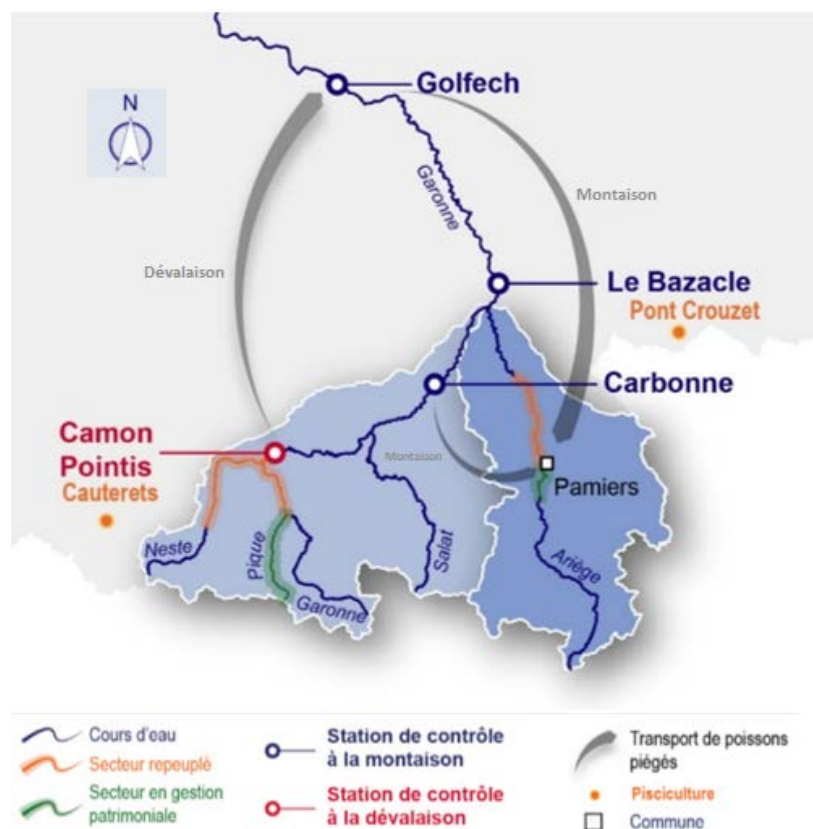 Golfech
N
Garonne
Montaison
Dévalaison
Le Bazacle
Pont Crouzet
Carbonne
Camon
Pointis
Cauterets
Montaison
Pamiers
Neste
Pique
Garonne
Salat
Ariège
Cours d'eau
Secteur repeuplé
Secteur en gestion
patrimoniale
Station de contrôle
à la montaison
Station de contrôle
à la dévalaison
Transport de poissons
piégés
Pisciculture
Commune